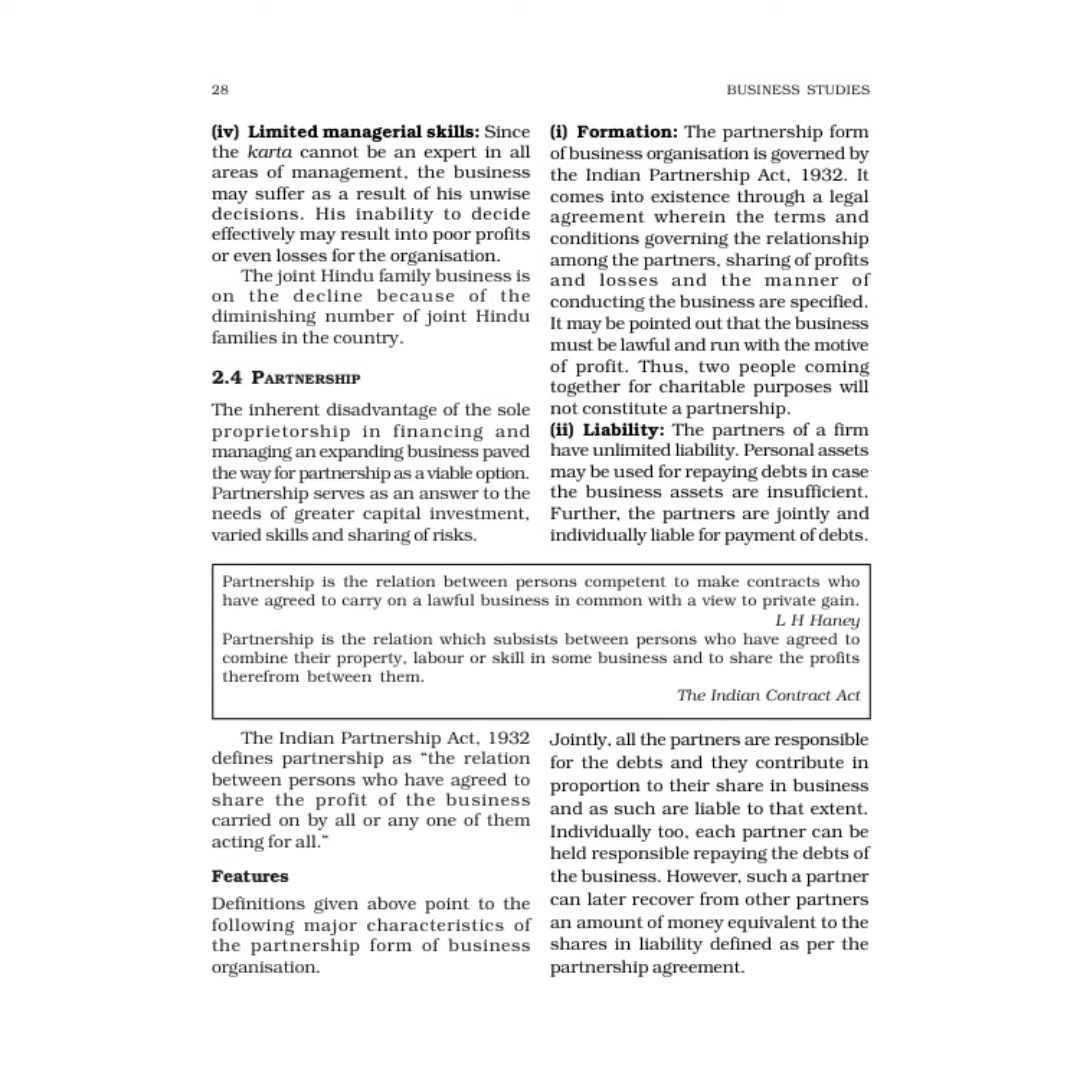 28
BUSINESS STUDIES
(iv) Limited managerial skills: Since
the karta cannot be an expert in all
areas of management, the business
may suffer as a result of his unwise
decisions. His inability to decide
effectively may result into poor profits
or even losses for the organisation.
The joint Hindu family business is
on the decline because of the
diminishing number of joint Hindu
families in the country.
2.4 PARTNERSHIP
The inherent disadvantage of the sole
proprietorship in financing and
managing an expanding business paved
the way for partnership as a viable option.
Partnership serves as an answer to the
needs of greater capital investment,
varied skills and sharing of risks.
(i) Formation: The partnership form
of business organisation is governed by
the Indian Partnership Act, 1932. It
comes into existence through a legal
agreement wherein the terms and
conditions governing the relationship
among the partners, sharing of profits
and losses and the manner of
conducting the business are specified.
It may be pointed out that the business
must be lawful and run with the motive
of profit. Thus, two people coming
together for charitable purposes will
not constitute a partnership.
(ii) Liability: The partners of a firm
have unlimited liability. Personal assets
may be used for repaying debts in case
the business assets are insufficient.
Further, the partners are jointly and
individually liable for payment of debts.
Partnership is the relation between persons competent to make contracts who
have agreed to carry on a lawful business in common with a view to private gain.
L H Haney
Partnership is the relation which subsists between persons who have agreed to
combine their property, labour or skill in some business and to share the profits
therefrom between them.
The Indian Contract Act
The Indian Partnership Act, 1932
defines partnership as “the relation
between persons who have agreed to
share the profit of the business
carried on by all or any one of them
acting for all.”
Features
Definitions given above point to the
following major characteristics of
the partnership form of business
organisation.
Jointly, all the partners are responsible
for the debts and they contribute in
proportion to their share in business
and as such are liable to that extent.
Individually too, each partner can be
held responsible repaying the debts of
the business. However, such a partner
can later recover from other partners
an amount of money equivalent to the
shares in liability defined as per the
partnership agreement.